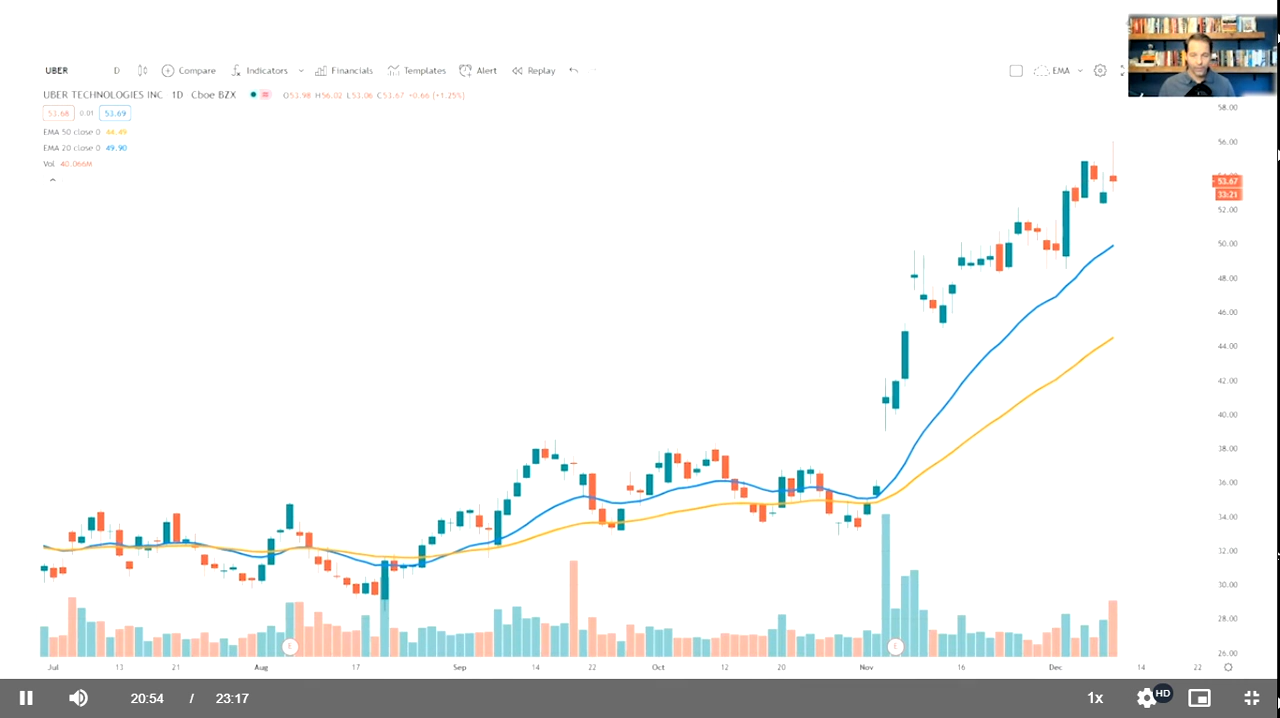 UBER D Compare Indicators Financials Templates Alert Replay EMA
UBER TECHNOLOGIES INC 1D Cboe BZX O53.98 H56.02 L53.06 C53.67 -0.66 (-1.25%)
53.68 0.01 53.69
EMA 50 close 0 44.49
EMA 20 close 0 49.90
Vol 40.066M
58.00
56.00
53.67
33:21
52.00
50.00
48.00
46.00
44.00
42.00
40.00
38.00
36.00
34.00
32.00
30.00
28.00
26.00
E E
Jul 13 21 Aug 17 Sep 14 22 Oct 12 20 Nov 16 Dec 14 22
20:54 / 23:17 1x HD